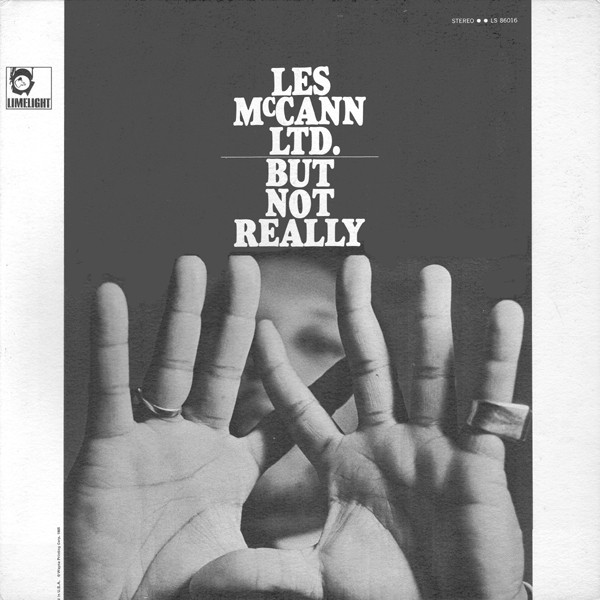 STEREO ●● LS 86016
LIMELIGHT
LES
McCANN
LTD.
BUT
NOT
REALLY